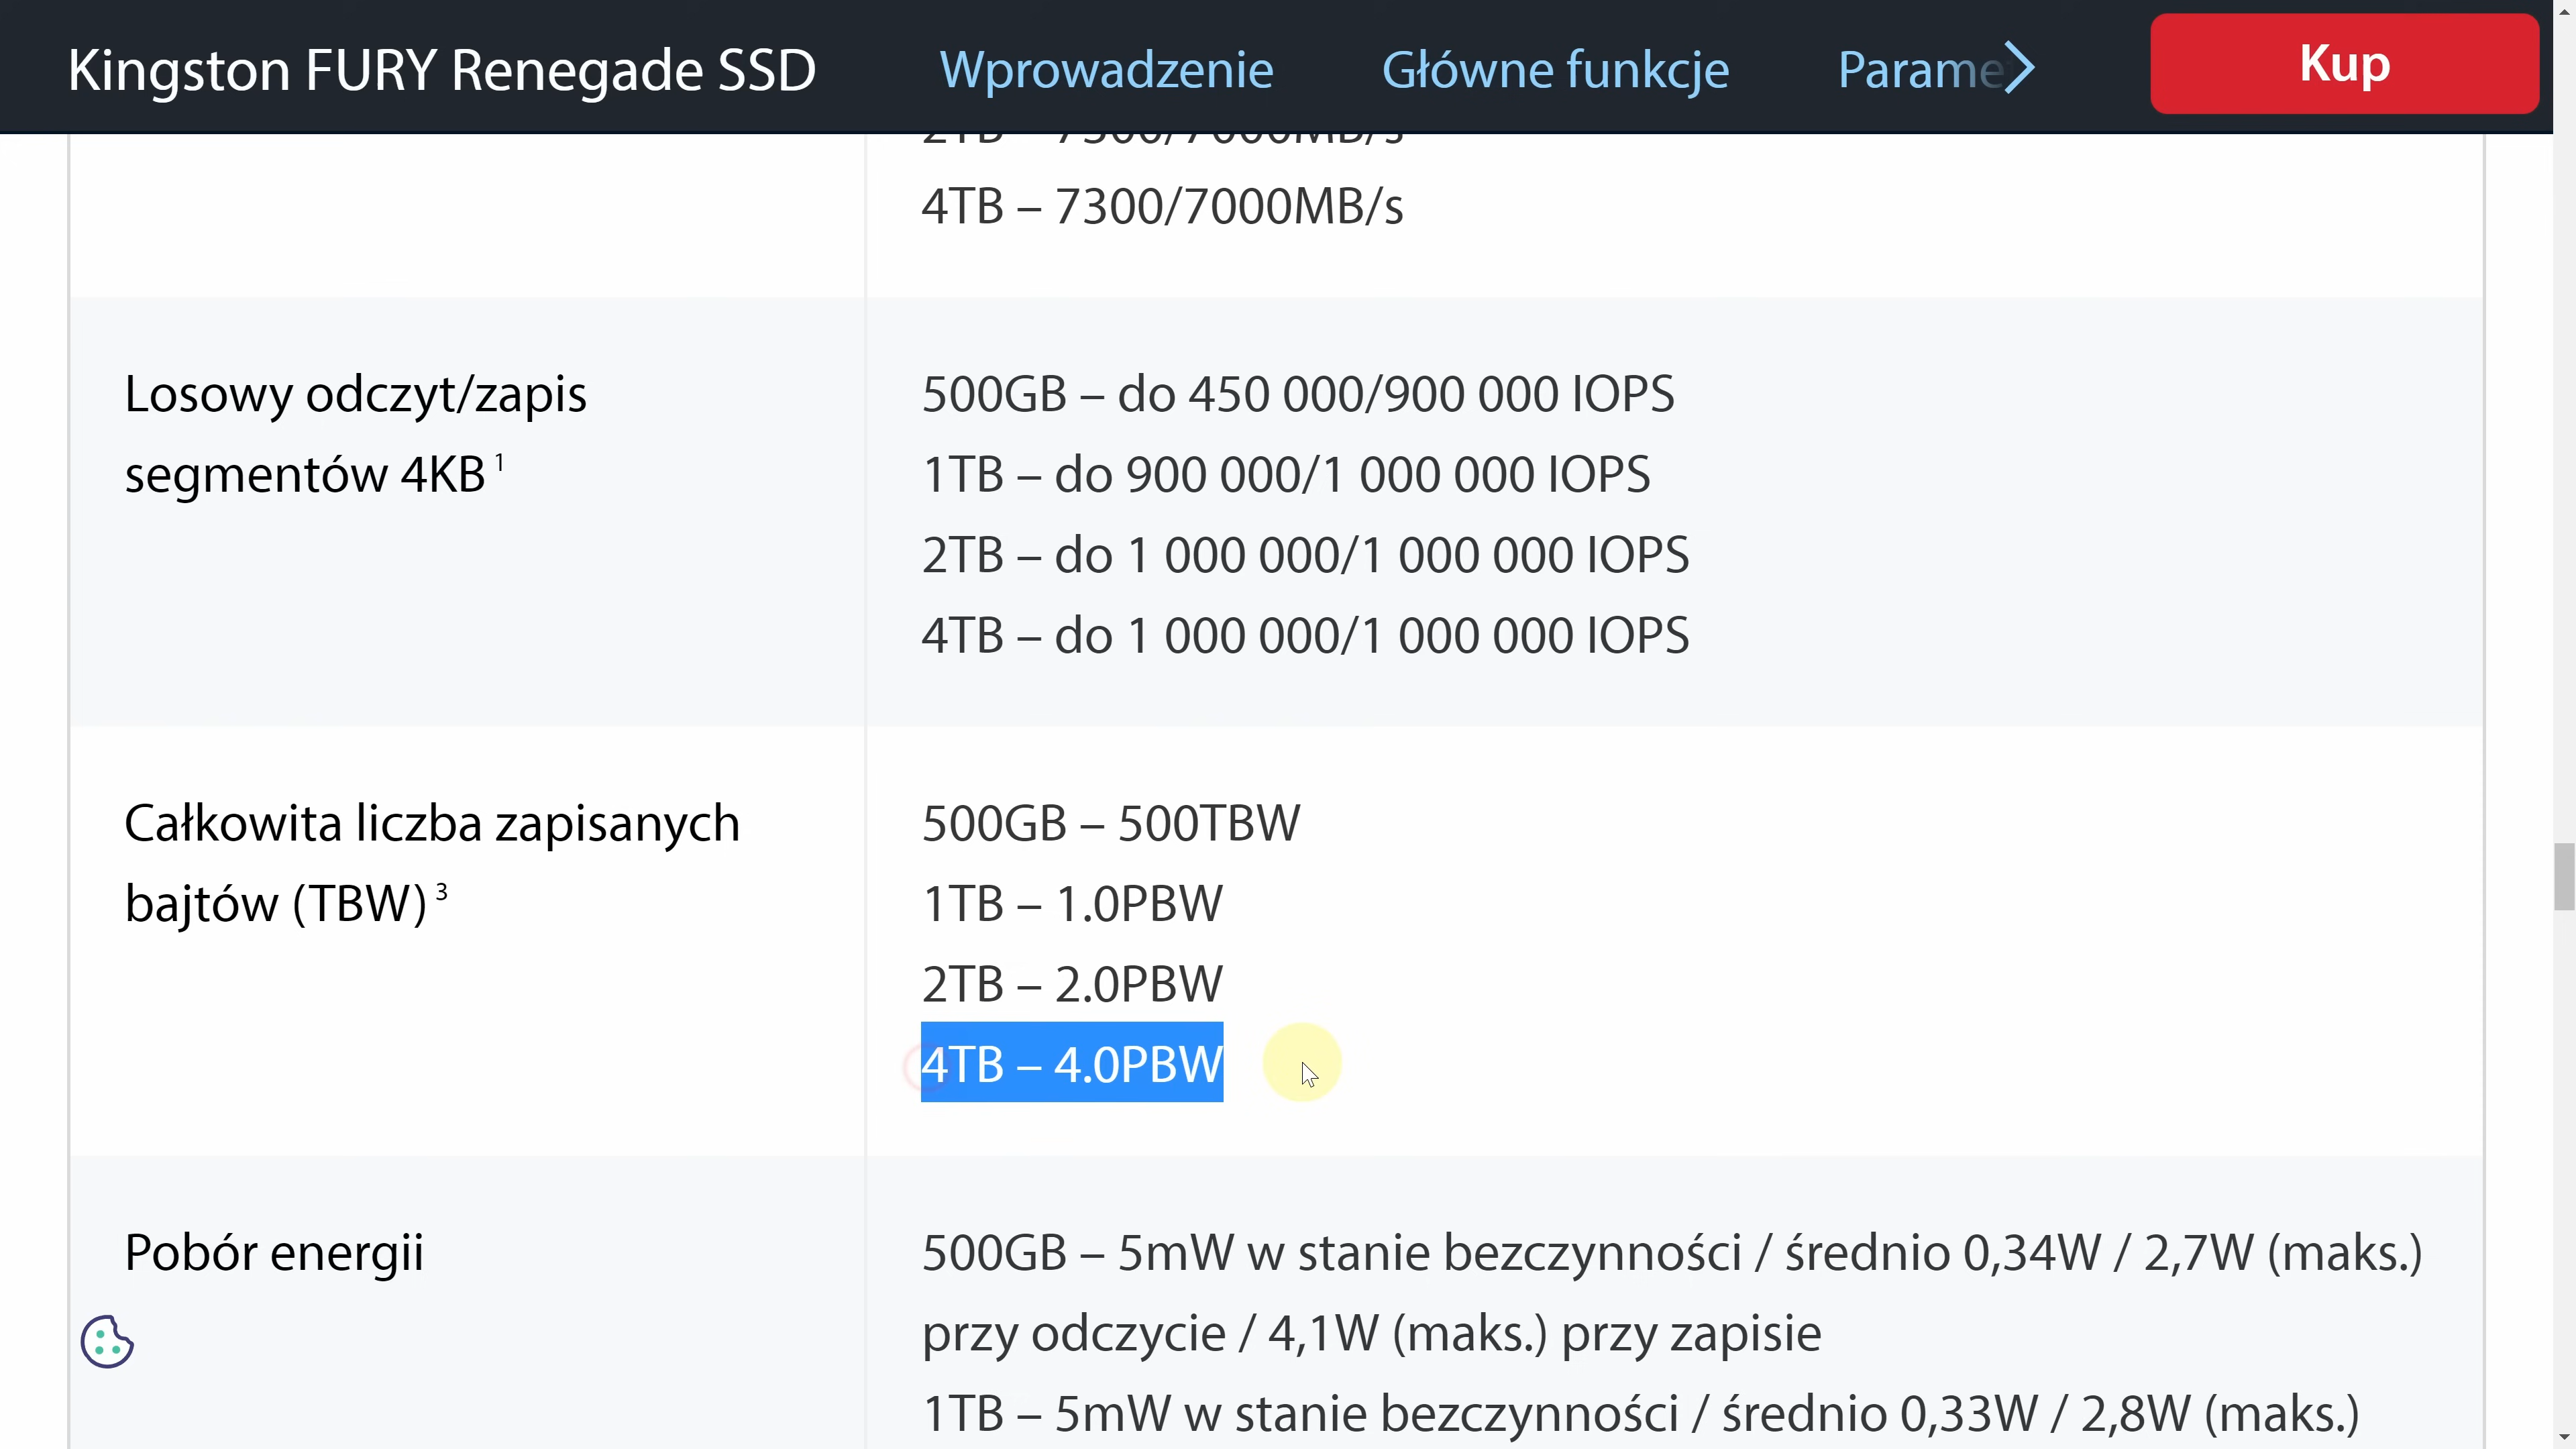 Kingston FURY Renegade SSD
Wprowadzenie
Główne funkcje
Parame
Kup
2TB – 7300/7000MB/s
4TB – 7300/7000MB/s
Losowy odczyt/zapis
segmentów 4KB 1
500GB – do 450 000/900 000 IOPS
1TB – do 900 000/1 000 000 IOPS
2TB – do 1 000 000/1 000 000 IOPS
4TB – do 1 000 000/1 000 000 IOPS
Całkowita liczba zapisanych
bajtów (TBW) 3
500GB – 500TBW
1TB – 1.0PBW
2TB – 2.0PBW
4TB – 4.0PBW
Pobór energii
500GB – 5mW w stanie bezczynności / średnio 0,34W / 2,7W (maks.)
przy odczycie / 4,1W (maks.) przy zapisie
1TB – 5mW w stanie bezczynności / średnio 0,33W / 2,8W (maks.)